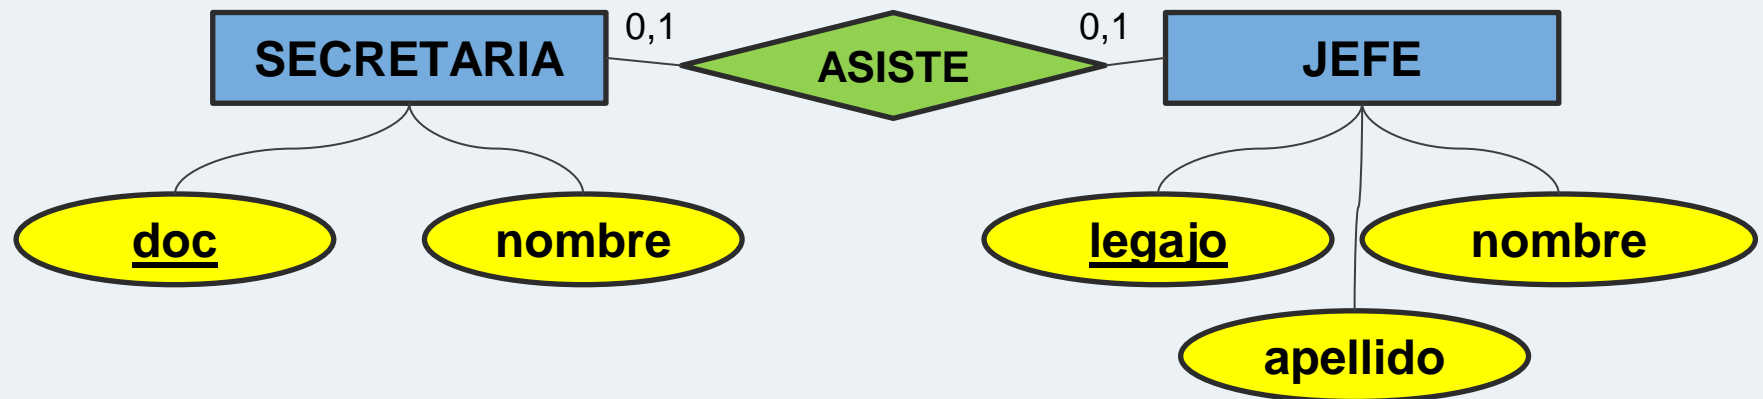 SECRETARIA
0,1
ASISTE
0,1
JEFE
doc
nombre
legajo
nombre
apellido